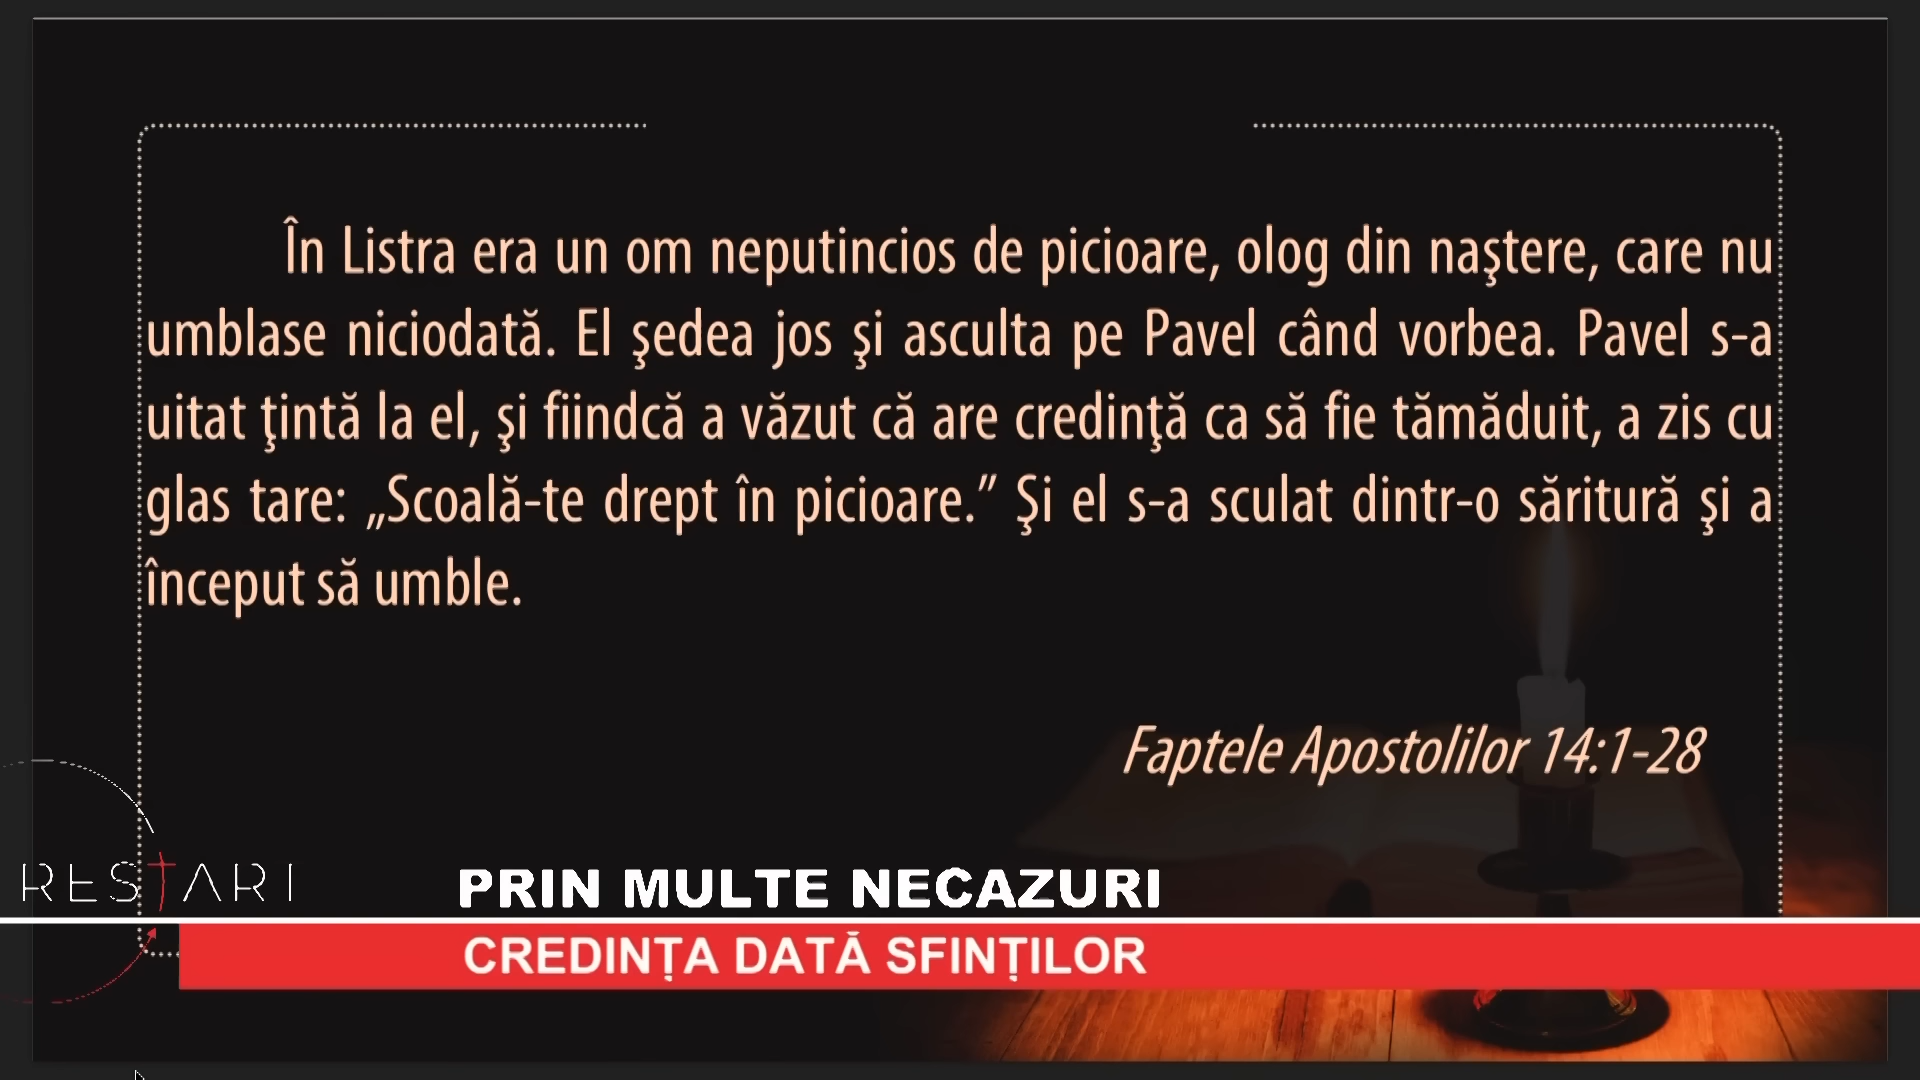 În Listra era un om neputincios de picioare, olog din naştere, care nu
umblase niciodată. El şedea jos şi asculta pe Pavel când vorbea. Pavel s-a
uitat ţintă la el, şi fiindcă a văzut că are credinţă ca să fie tămăduit, a zis cu
glas tare: „Scoală-te drept în picioare.” Şi el s-a sculat dintr-o săritură şi a
început să umble.
Faptele Apostolilor 14:1-28
RESTARI
PRIN MULTE NECAZURI
CREDINȚA DATĂ SFINȚILOR